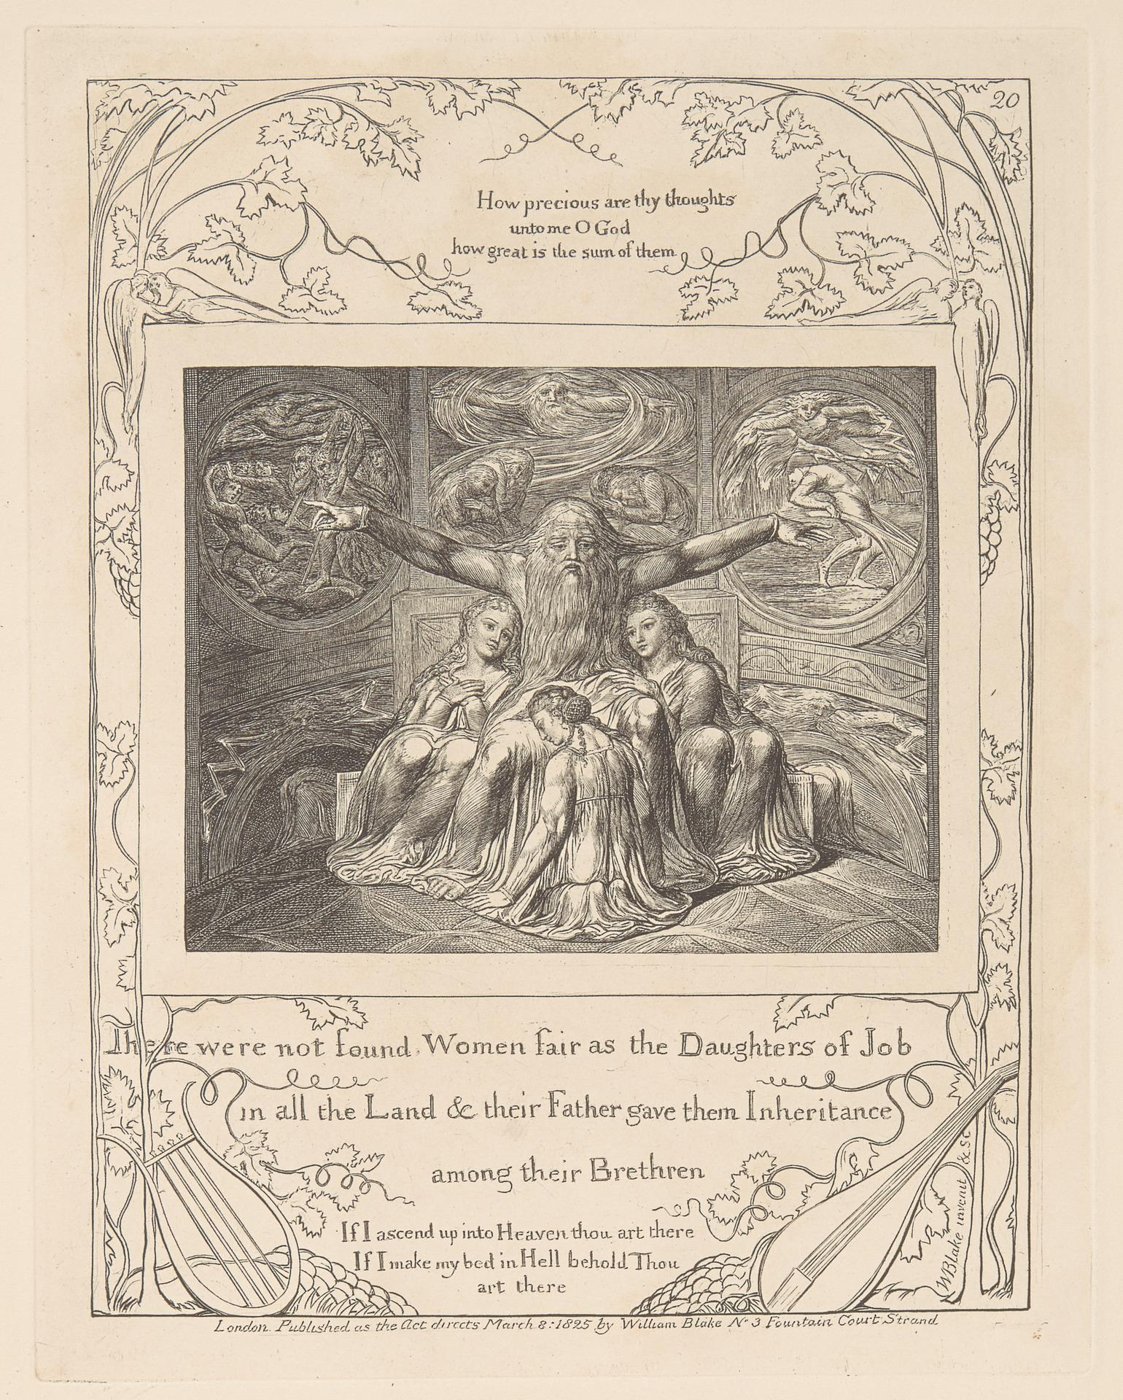 20
How precious are thy thoughts
unto me O God
how great is the sum of them
There were not found Women fair as the Daughters of Job
in all the Land & their Father gave them Inheritance
among their Brethren
If I ascend up into Heaven thou art there
If I make my bed in Hell behold Thou
art there
WBlake invenit & sc
London. Published as the Act directs March 8: 1825 by William Blake No 3 Fountain Court Strand